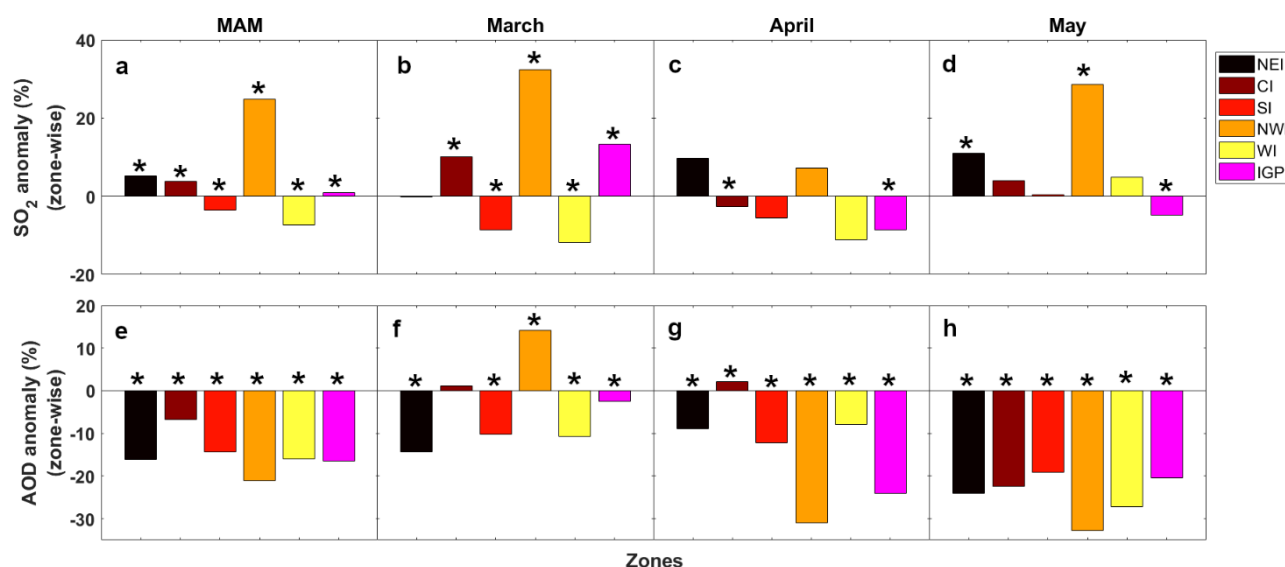 MAM March April May
40
20
0
-20
SO2 anomaly (%)
(zone-wise)
a * * * * * *
b * * * * *
c * *
d * * *
NEI
CI
SI
NWI
WI
IGP
20
10
0
-10
-20
-30
AOD anomaly (%)
(zone-wise)
e * * * * * *
f * * * * *
g * * * * * *
h * * * * * *
Zones